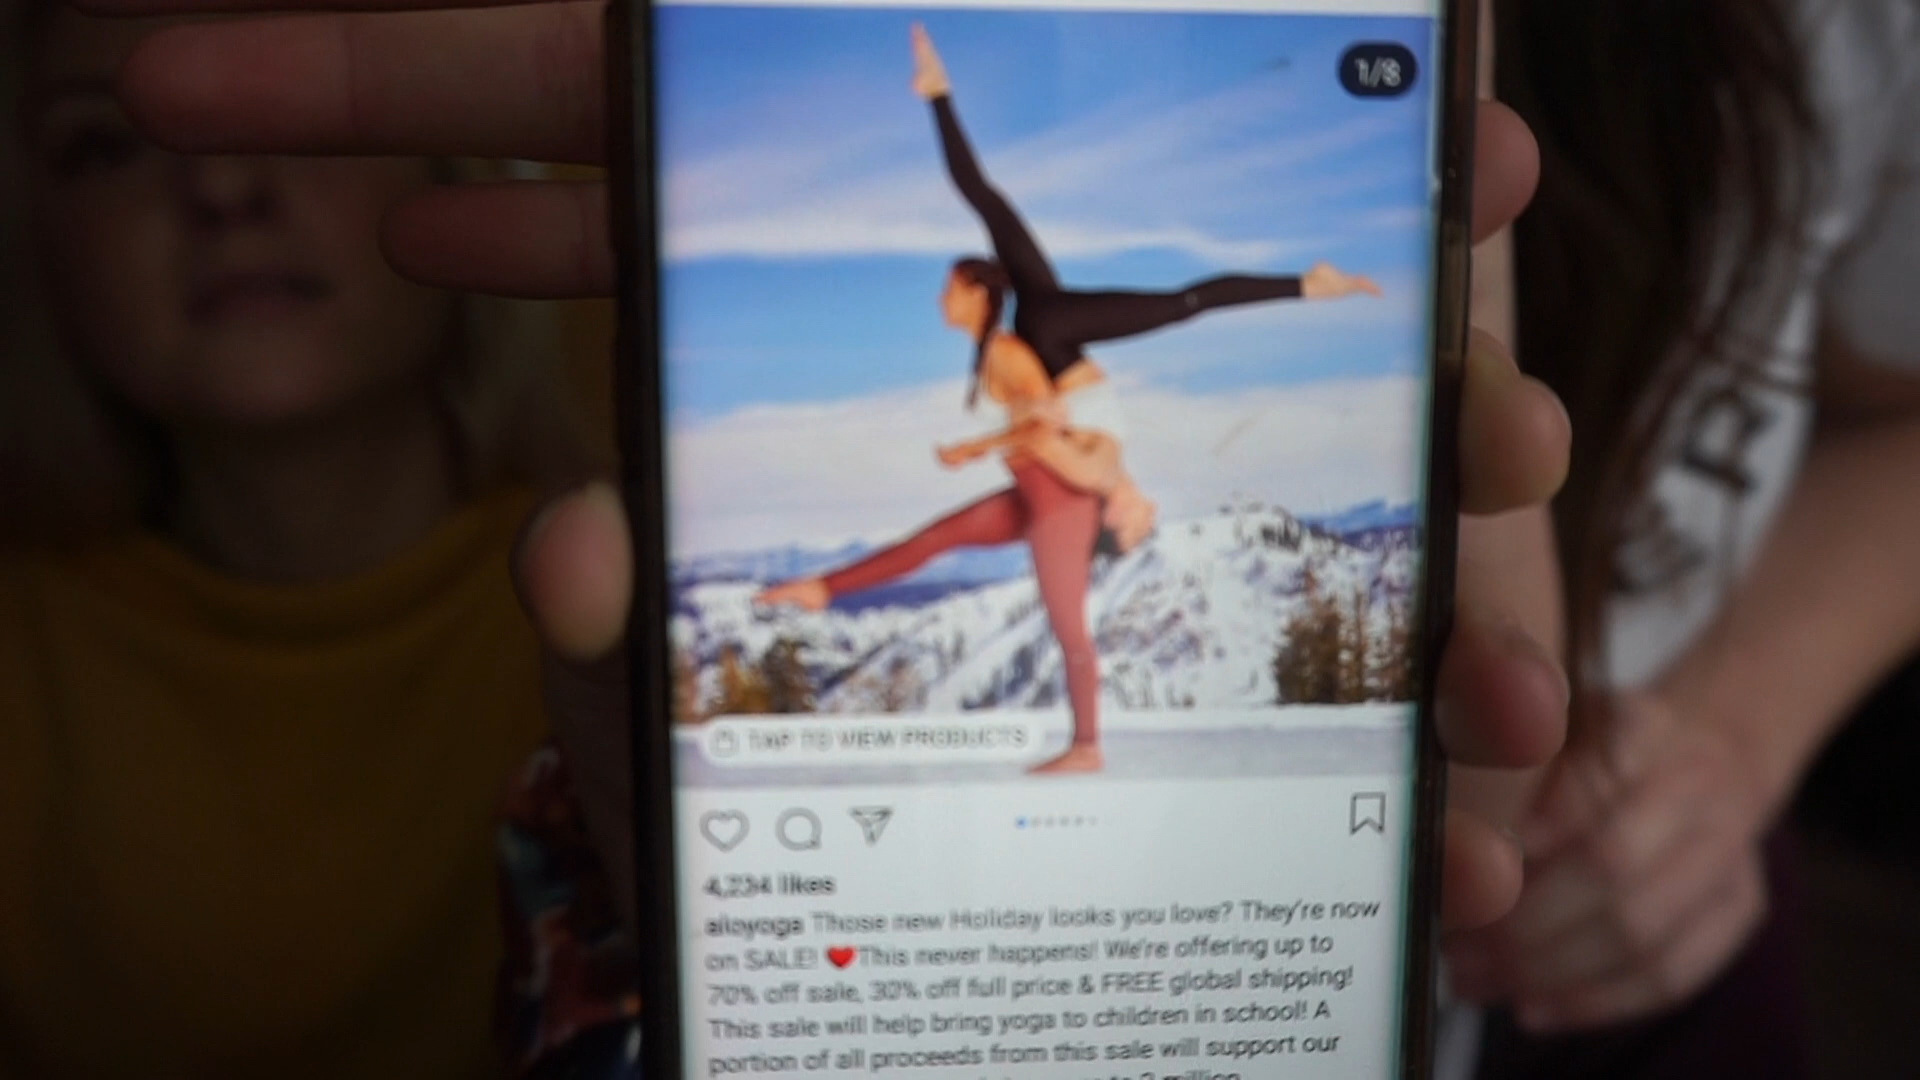 1/8
TAP TO VIEW PRODUCTS
4,234 likes
aloyoga Those new Holiday looks you love? They're now
on SALE! ❤️This never happens! We're offering up to
70% off sale, 30% off full price & FREE global shipping!
This sale will help bring yoga to children in school! A
portion of all proceeds from this sale will support our
million